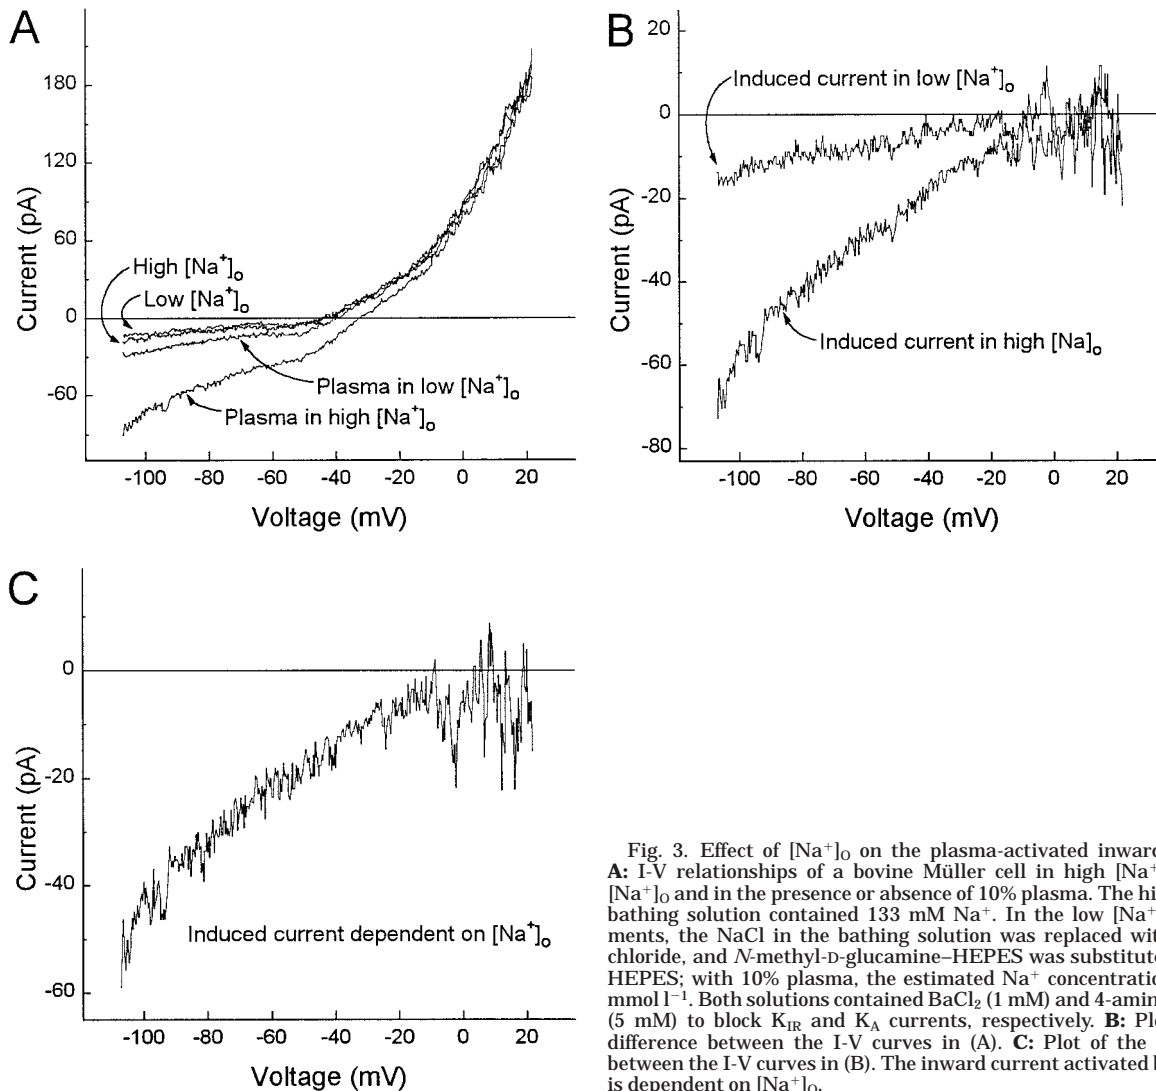 A
Current (pA)
180
120
60
0
-60
High [Na⁺]ₒ
Low [Na⁺]ₒ
Plasma in low [Na⁺]ₒ
Plasma in high [Na⁺]ₒ
-100 -80 -60 -40 -20 0 20
Voltage (mV)
B
Current (pA)
20
0
-20
-40
-60
-80
Induced current in low [Na⁺]ₒ
Induced current in high [Na]ₒ
-100 -80 -60 -40 -20 0 20
Voltage (mV)
C
Current (pA)
0
-20
-40
-60
Induced current dependent on [Na⁺]ₒ
-100 -80 -60 -40 -20 0 20
Voltage (mV)
Fig. 3. Effect of [Na⁺]O on the plasma-activated inward
A: I-V relationships of a bovine Müller cell in high [Na⁺
[Na⁺]O and in the presence or absence of 10% plasma. The hi
bathing solution contained 133 mM Na⁺. In the low [Na⁺
ments, the NaCl in the bathing solution was replaced wit
chloride, and N-methyl-D-glucamine–HEPES was substitute
HEPES; with 10% plasma, the estimated Na⁺ concentratio
mmol l⁻¹. Both solutions contained BaCl₂ (1 mM) and 4-amin
(5 mM) to block KIR and KA currents, respectively. B: Plo
difference between the I-V curves in (A). C: Plot of the
between the I-V curves in (B). The inward current activated b
is dependent on [Na⁺]O.